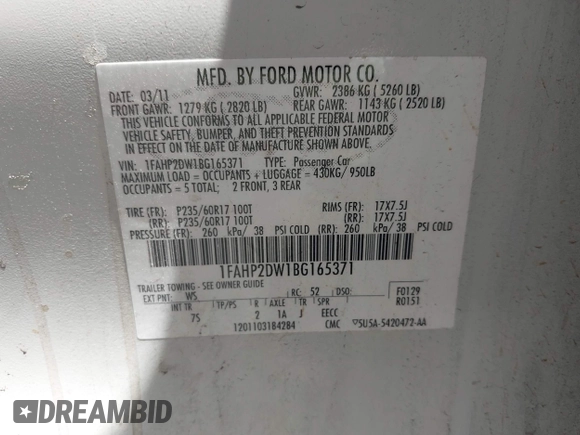 MFD. BY FORD MOTOR CO.
DATE: 03/11 GVWR: 2386 KG ( 5260 LB)
FRONT GAWR: 1279 KG ( 2820 LB) REAR GAWR: 1143 KG ( 2520 LB)
THIS VEHICLE CONFORMS TO ALL APPLICABLE FEDERAL MOTOR
VEHICLE SAFETY, BUMPER, AND THEFT PREVENTION STANDARDS
IN EFFECT ON THE DATE OF MANUFACTURE SHOWN ABOVE.
VIN: 1FAHP2DW1BG165371 TYPE: Passenger Car
MAXIMUM LOAD = OCCUPANTS + LUGGAGE = 430KG/ 950LB
OCCUPANTS = 5 TOTAL; 2 FRONT, 3 REAR
TIRE (FR): P235/60R17 100T RIMS (FR): 17X7.5J
(RR): P235/60R17 100T (RR): 17X7.5J
PRESSURE (FR): 260 kPa/ 38 PSI COLD (RR): 260 kPa/ 38 PSI COLD
1FAHP2DW1BG165371
TRAILER TOWING - SEE OWNER GUIDE
EXT PNT: WS RC: 52 DSO: F0129
INT TR TP/PS R AXLE TR SPR R0151
75 2 1A J EECC
1201103184284 CMC ▽5U5A-5420472-AA
DREAMBID